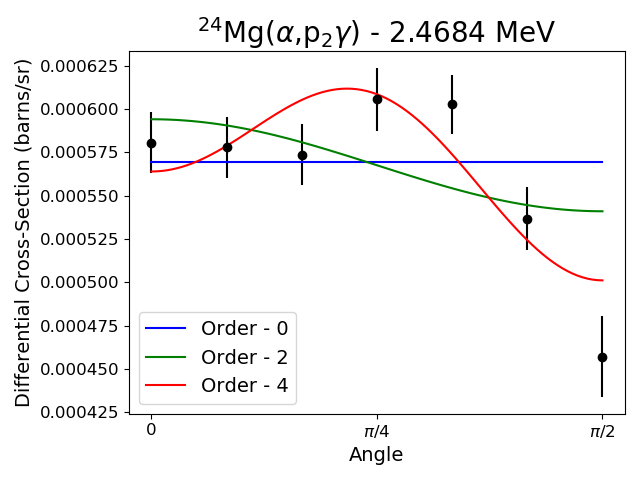 ²⁴Mg(α,p₂γ) - 2.4684 MeV
Differential Cross-Section (barns/sr)
0.000625
0.000600
0.000575
0.000550
0.000525
0.000500
0.000475
0.000450
0.000425
Order - 0
Order - 2
Order - 4
0 π/4 π/2
Angle